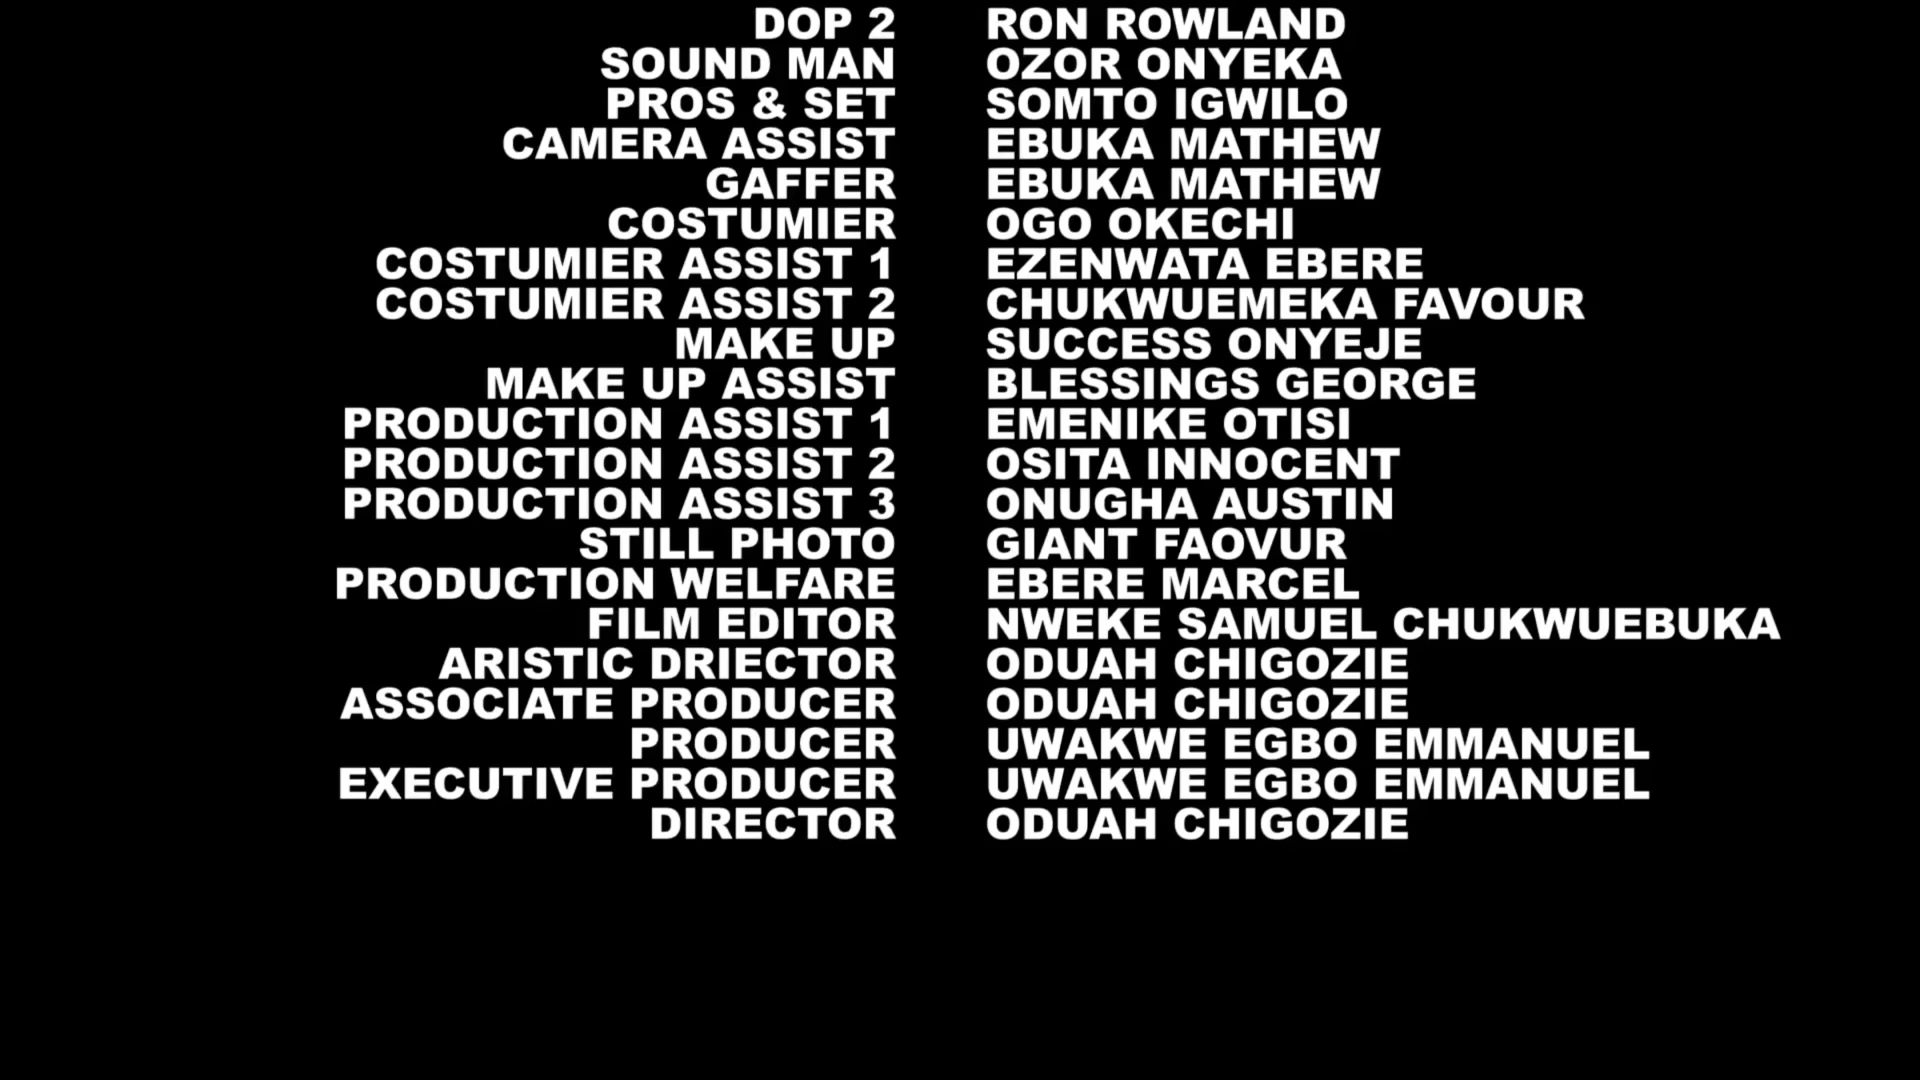 DOP 2 RON ROWLAND
SOUND MAN OZOR ONYEKA
PROS & SET SOMTO IGWILO
CAMERA ASSIST EBUKA MATHEW
GAFFER EBUKA MATHEW
COSTUMIER OGO OKECHI
COSTUMIER ASSIST 1 EZENWATA EBERE
COSTUMIER ASSIST 2 CHUKWUEMEKA FAVOUR
MAKE UP SUCCESS ONYEJE
MAKE UP ASSIST BLESSINGS GEORGE
PRODUCTION ASSIST 1 EMENIKE OTISI
PRODUCTION ASSIST 2 OSITA INNOCENT
PRODUCTION ASSIST 3 ONUGHA AUSTIN
STILL PHOTO GIANT FAOVUR
PRODUCTION WELFARE EBERE MARCEL
FILM EDITOR NWEKE SAMUEL CHUKWUEBUKA
ARISTIC DRIECTOR ODUAH CHIGOZIE
ASSOCIATE PRODUCER ODUAH CHIGOZIE
PRODUCER UWAKWE EGBO EMMANUEL
EXECUTIVE PRODUCER UWAKWE EGBO EMMANUEL
DIRECTOR ODUAH CHIGOZIE